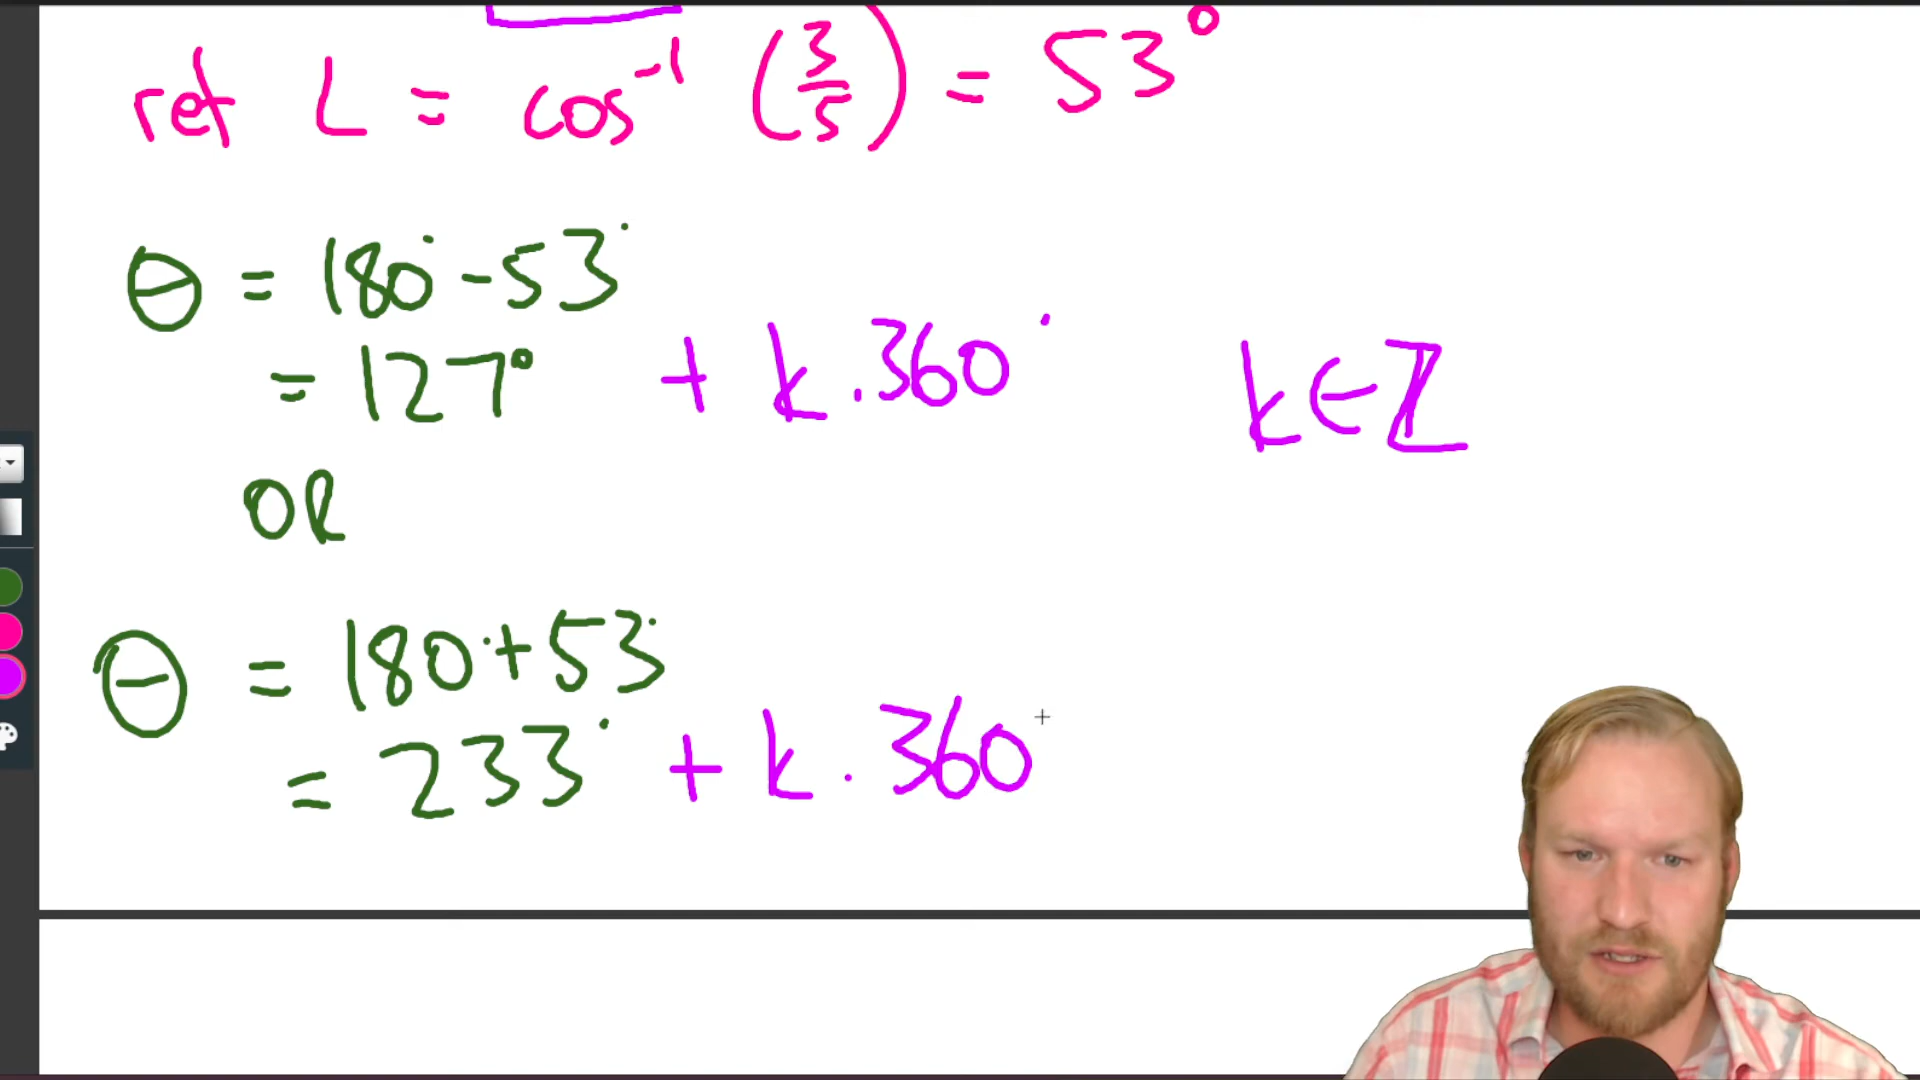 ref L = cos⁻¹ (3/5) = 53°
θ = 180° - 53°
= 127° + k.360° k∈ℤ
OR
θ = 180° + 53°
= 233° + k.360°